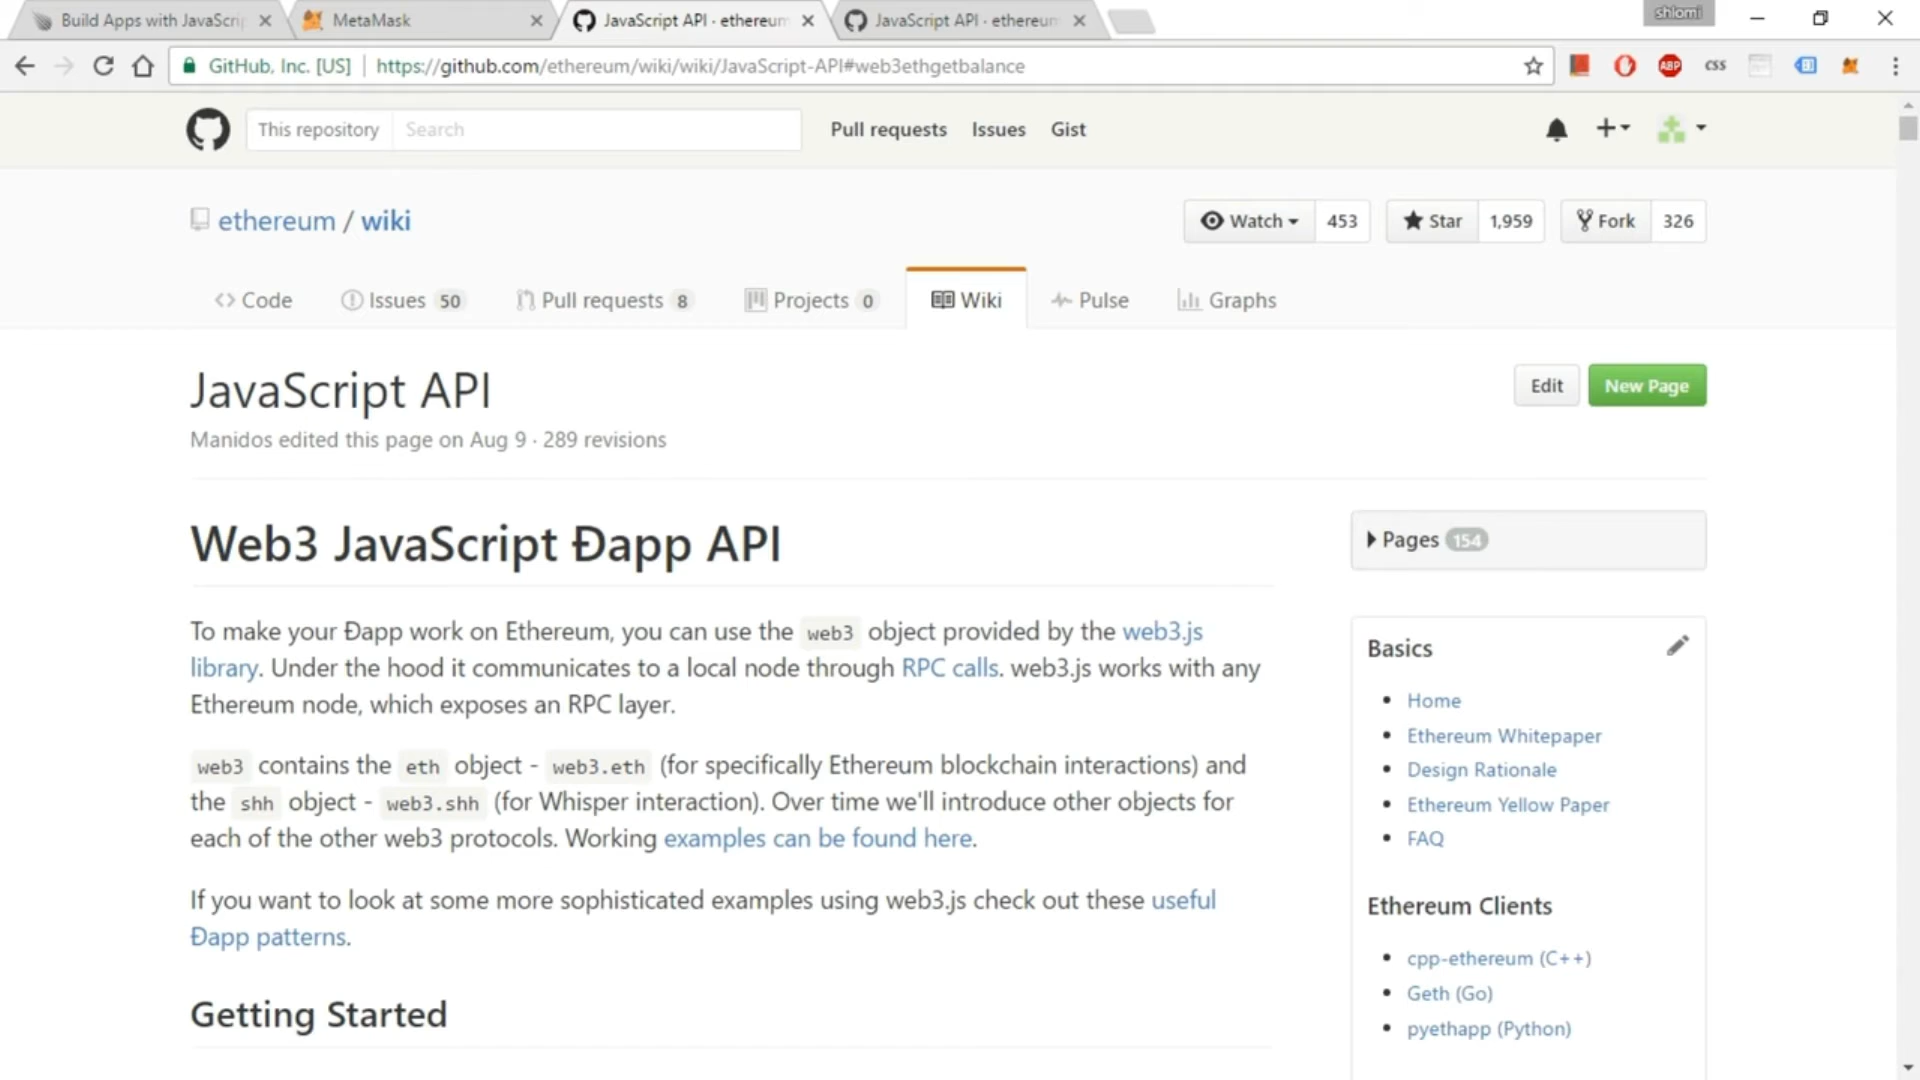 Build Apps with JavaScrip
MetaMask
JavaScript API · ethereum
JavaScript API · ethereum
shlomi
GitHub, Inc. [US] https://github.com/ethereum/wiki/wiki/JavaScript-API#web3ethgetbalance
ABP
css
This repository Search Pull requests Issues Gist
ethereum / wiki
Watch 453 Star 1,959 Fork 326
Code Issues 50 Pull requests 8 Projects 0 Wiki Pulse Graphs
JavaScript API
Edit New Page
Manidos edited this page on Aug 9 · 289 revisions
Web3 JavaScript Ðapp API
To make your Ðapp work on Ethereum, you can use the web3 object provided by the web3.js
library. Under the hood it communicates to a local node through RPC calls. web3.js works with any
Ethereum node, which exposes an RPC layer.
web3 contains the eth object - web3.eth (for specifically Ethereum blockchain interactions) and
the shh object - web3.shh (for Whisper interaction). Over time we'll introduce other objects for
each of the other web3 protocols. Working examples can be found here.
If you want to look at some more sophisticated examples using web3.js check out these useful
Ðapp patterns.
Getting Started
Pages 154
Basics
Home
Ethereum Whitepaper
Design Rationale
Ethereum Yellow Paper
FAQ
Ethereum Clients
cpp-ethereum (C++)
Geth (Go)
pyethapp (Python)